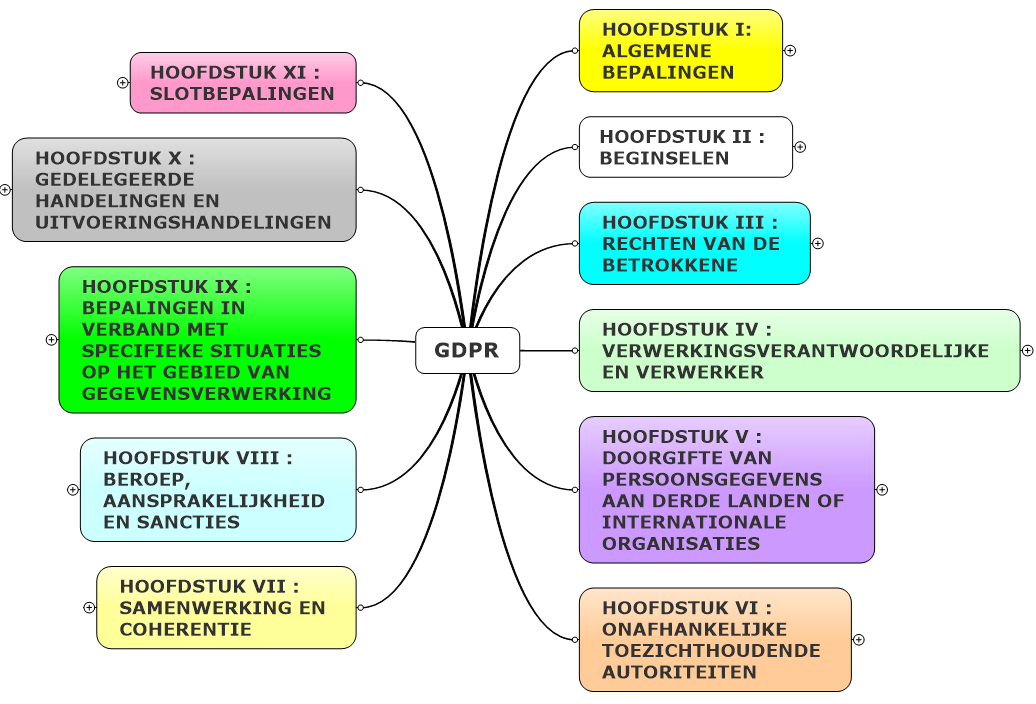 GDPR
HOOFDSTUK I:
ALGEMENE
BEPALINGEN
HOOFDSTUK II :
BEGINSELEN
HOOFDSTUK III :
RECHTEN VAN DE
BETROKKENE
HOOFDSTUK IV :
VERWERKINGSVERANTWOORDELIJKE
EN VERWERKER
HOOFDSTUK V :
DOORGIFTE VAN
PERSOONSGEGEVENS
AAN DERDE LANDEN OF
INTERNATIONALE
ORGANISATIES
HOOFDSTUK VI :
ONAFHANKELIJKE
TOEZICHTHOUDENDE
AUTORITEITEN
HOOFDSTUK VII :
SAMENWERKING EN
COHERENTIE
HOOFDSTUK VIII :
BEROEP,
AANSPRAKELIJKHEID
EN SANCTIES
HOOFDSTUK IX :
BEPALINGEN IN
VERBAND MET
SPECIFIEKE SITUATIES
OP HET GEBIED VAN
GEGEVENSVERWERKING
HOOFDSTUK X :
GEDELEGEERDE
HANDELINGEN EN
UITVOERINGSHANDELINGEN
HOOFDSTUK XI :
SLOTBEPALINGEN